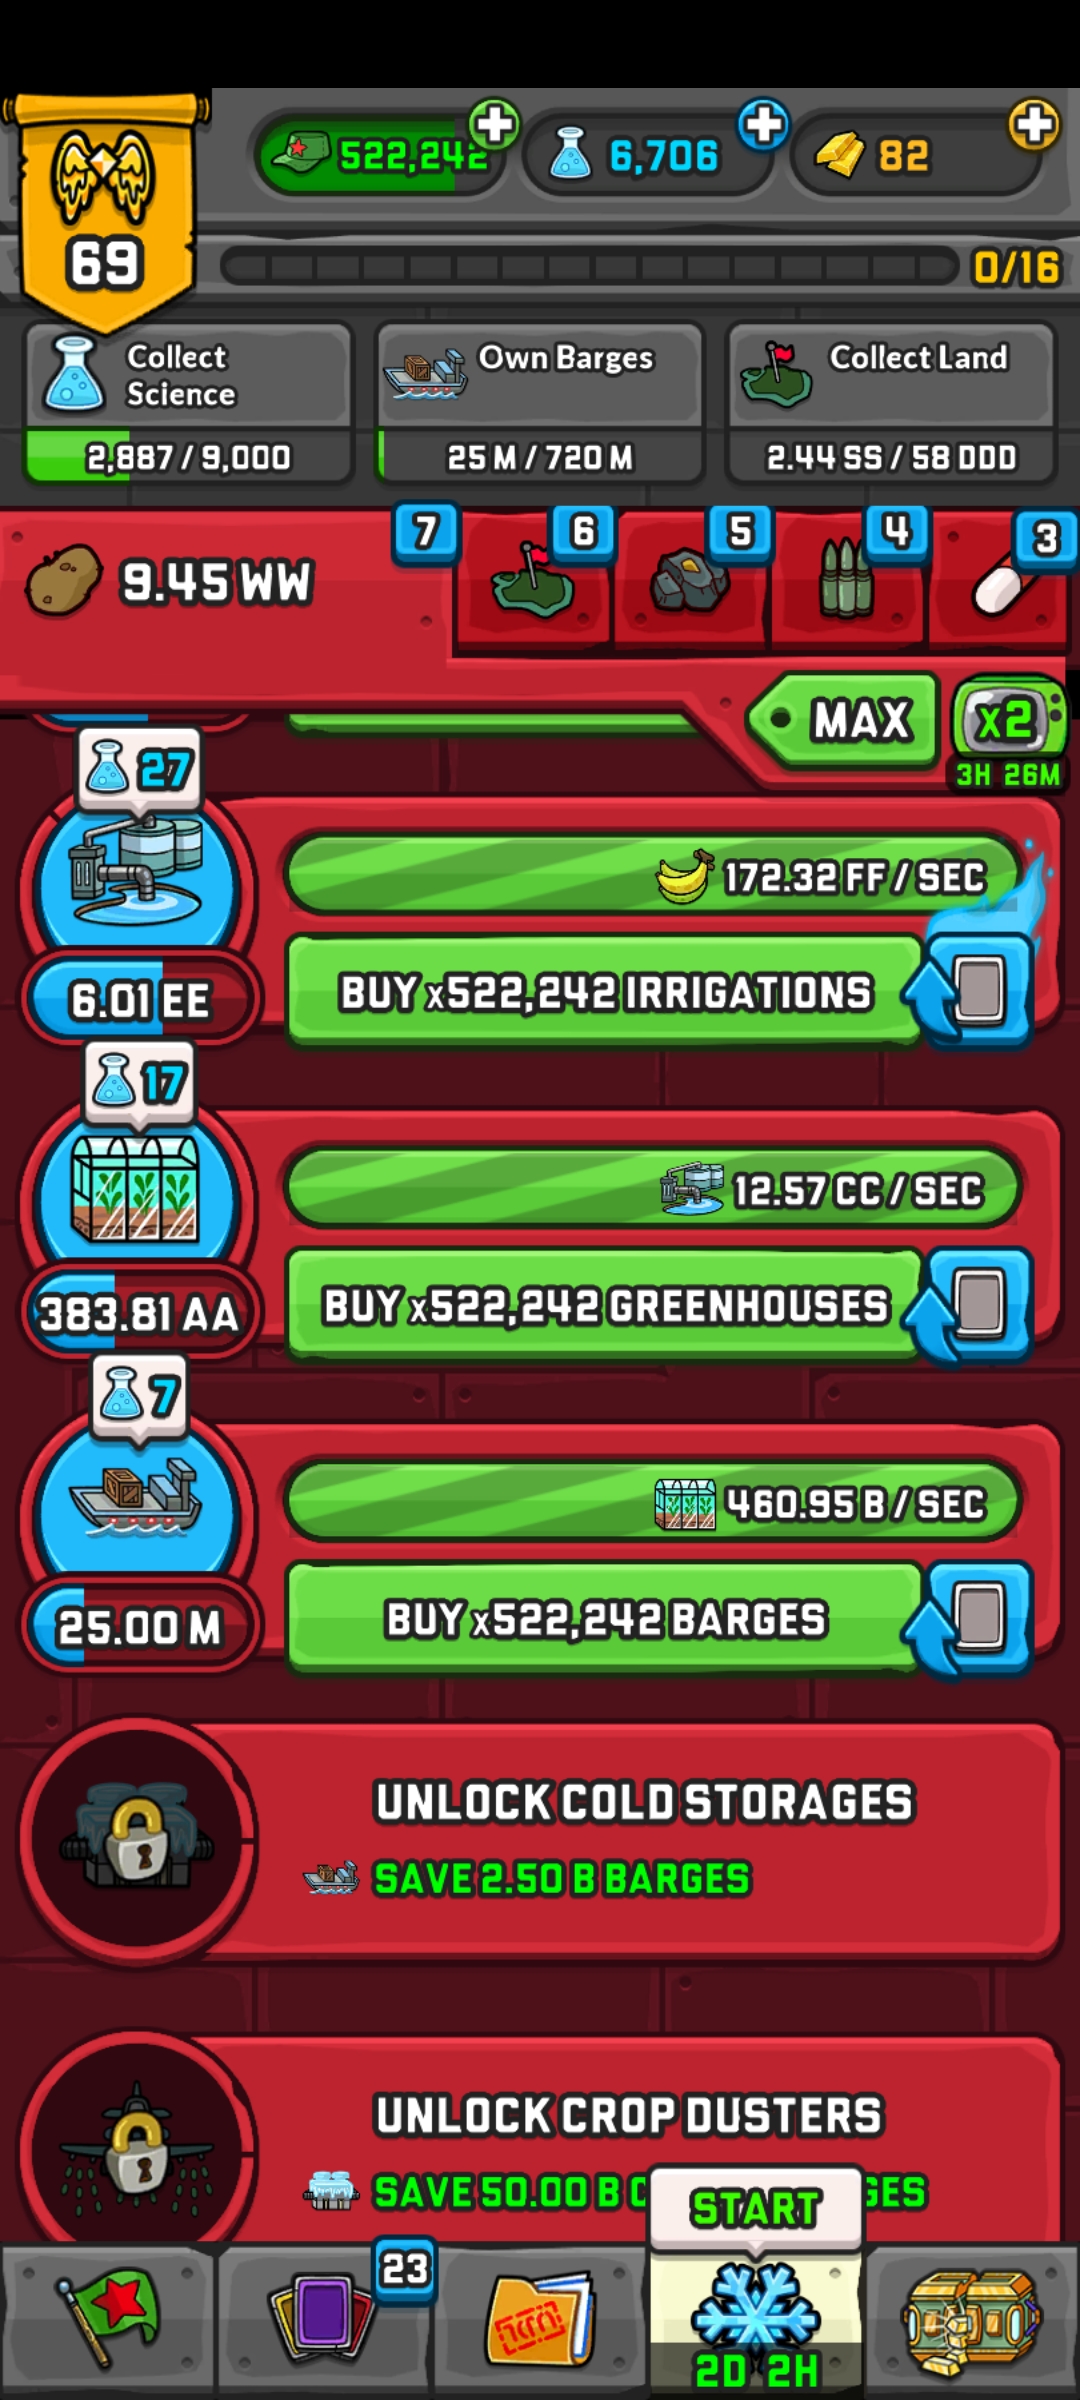 522,242
6,706
82
69
0/16
Collect
Science
2,887 / 9,000
Own Barges
25 M / 720 M
Collect Land
2.44 SS / 58 DDD
9.45 WW
7
6
5
4
3
MAX
x2
3H 26M
27
172.32 FF / SEC
6.01 EE
BUY x522,242 IRRIGATIONS
17
12.57 CC / SEC
383.81 AA
BUY x522,242 GREENHOUSES
7
460.95 B / SEC
25.00 M
BUY x522,242 BARGES
UNLOCK COLD STORAGES
SAVE 2.50 B BARGES
UNLOCK CROP DUSTERS
SAVE 50.00 B
START
23
2D 2H